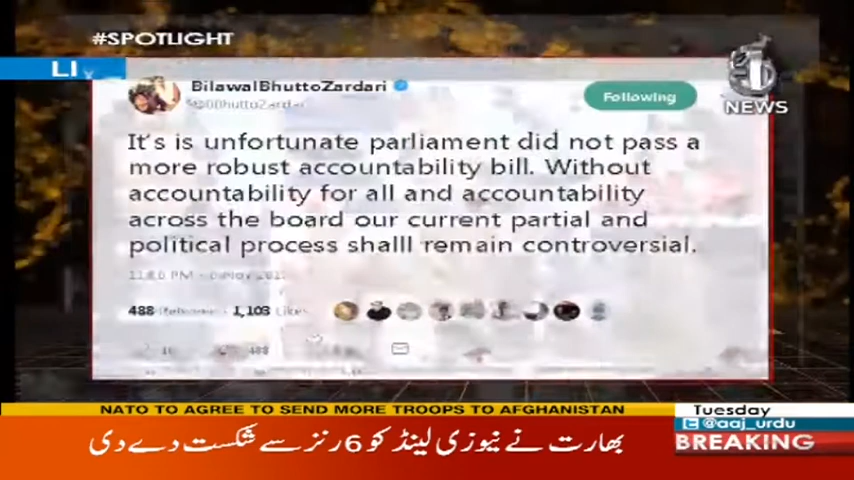 #SPOTLIGHT
LI
BilawalBhuttoZardari
Following
NEWS
It's is unfortunate parliament did not pass a
more robust accountability bill. Without
accountability for all and accountability
across the board our current partial and
political process shalll remain controversial.
488 1,103 Likes
488
NATO TO AGREE TO SEND MORE TROOPS TO AFGHANISTAN
Tuesday
@aaj_urdu
BREAKING
بھارت نے نیوزی لینڈ کو 6 رنز سے شکست دے دی